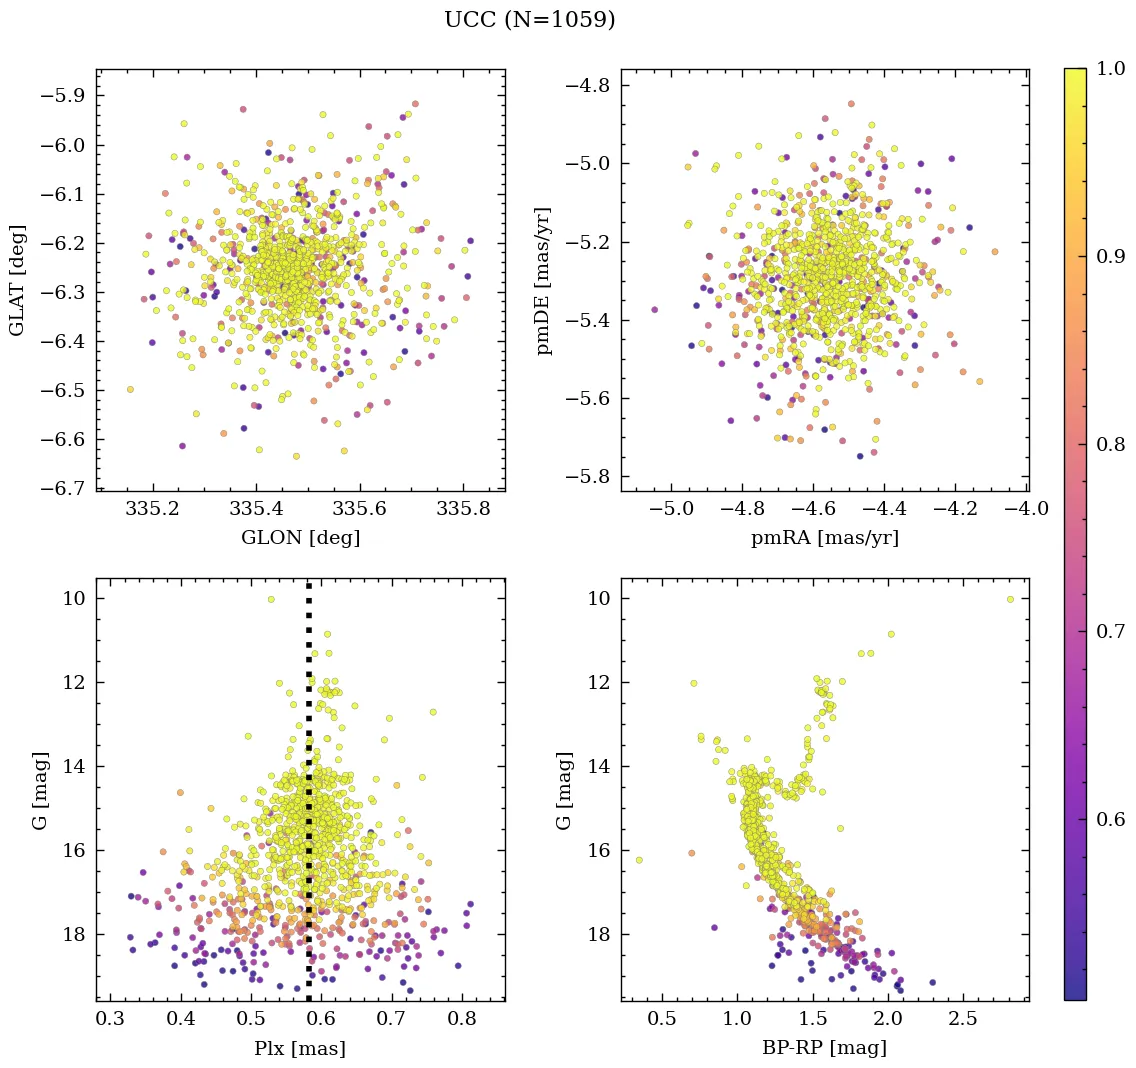 UCC (N=1059)
−5.9
−6.0
−6.1
−6.2
−6.3
−6.4
−6.5
−6.6
−6.7
GLAT [deg]
335.2 335.4 335.6 335.8
GLON [deg]
−4.8
−5.0
−5.2
−5.4
−5.6
−5.8
pmDE [mas/yr]
−5.0 −4.8 −4.6 −4.4 −4.2 −4.0
pmRA [mas/yr]
10
12
14
16
18
G [mag]
0.3 0.4 0.5 0.6 0.7 0.8
Plx [mas]
10
12
14
16
18
G [mag]
0.5 1.0 1.5 2.0 2.5
BP-RP [mag]
1.0
0.9
0.8
0.7
0.6